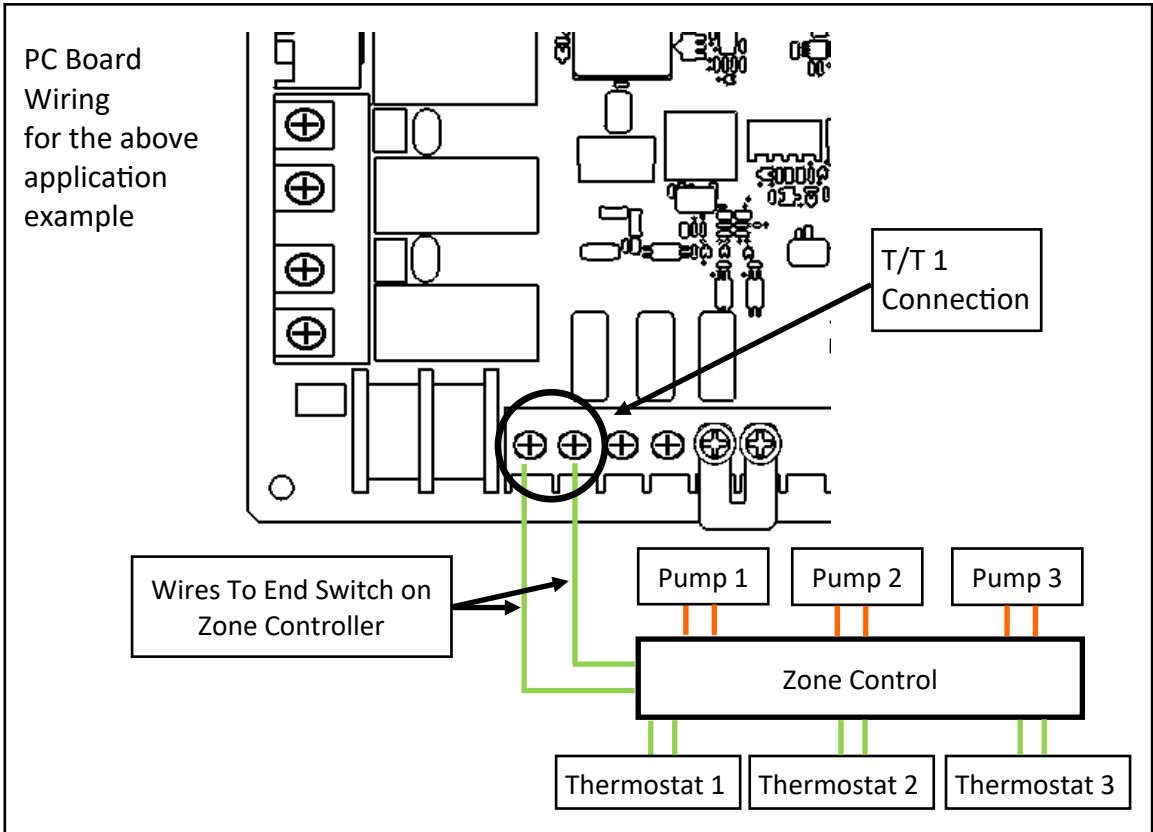 PC Board
Wiring
for the above
application
example
T/T 1
Connection
Wires To End Switch on
Zone Controller
Pump 1
Pump 2
Pump 3
Zone Control
Thermostat 1
Thermostat 2
Thermostat 3